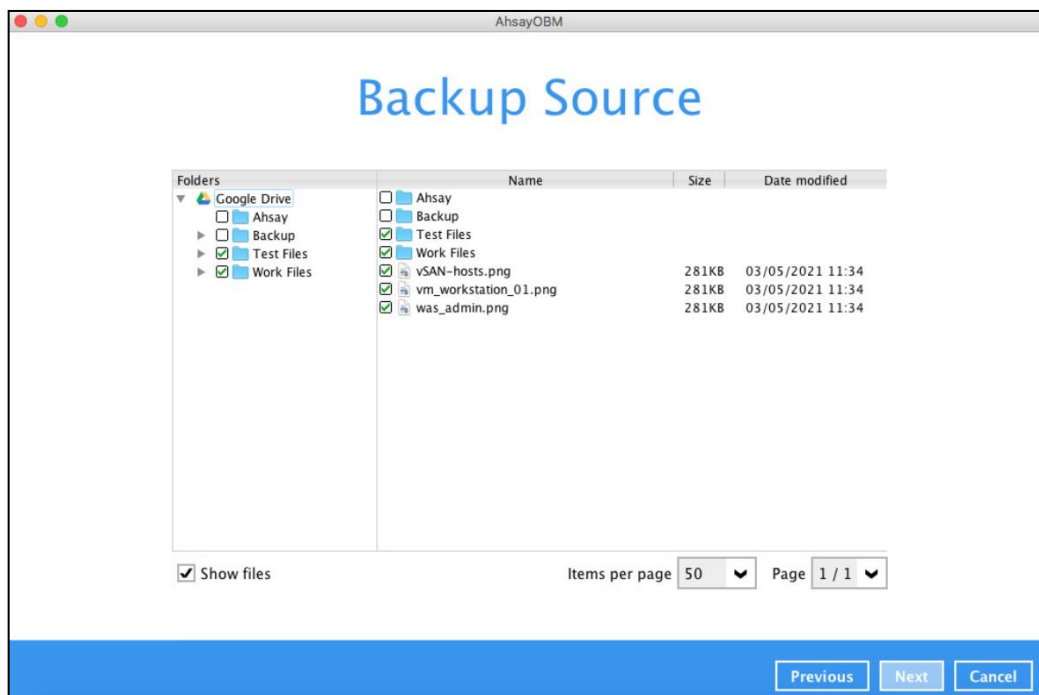 AhsayOBM
Backup Source
Folders Name Size Date modified
Google Drive
Ahsay
Backup
Test Files
Work Files
Ahsay
Backup
Test Files
Work Files
vSAN-hosts.png 281KB 03/05/2021 11:34
vm_workstation_01.png 281KB 03/05/2021 11:34
was_admin.png 281KB 03/05/2021 11:34
Show files Items per page 50 Page 1 / 1
Previous Next Cancel